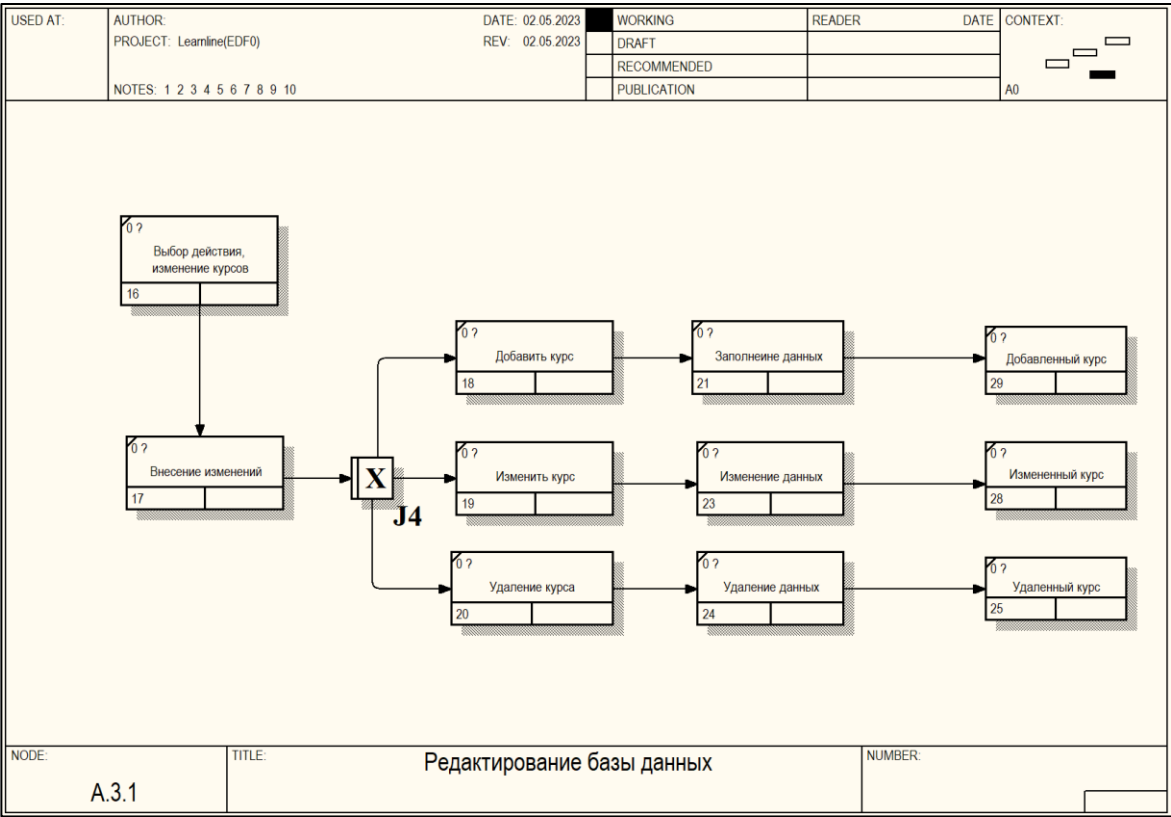 USED AT:
AUTHOR:
DATE: 02.05.2023
PROJECT: Learnline(EDF0)
REV: 02.05.2023
NOTES: 1 2 3 4 5 6 7 8 9 10
WORKING
DRAFT
RECOMMENDED
PUBLICATION
READER DATE
CONTEXT:
A0
0 ?
Выбор действия,
изменение курсов
16
0 ?
Внесение изменений
17
X
J4
0 ?
Добавить курс
18
0 ?
Заполнеине данных
21
0 ?
Добавленный курс
29
0 ?
Изменить курс
19
0 ?
Изменение данных
23
0 ?
Измененный курс
28
0 ?
Удаление курса
20
0 ?
Удаление данных
24
0 ?
Удаленный курс
25
NODE:
A.3.1
TITLE:
Редактирование базы данных
NUMBER: